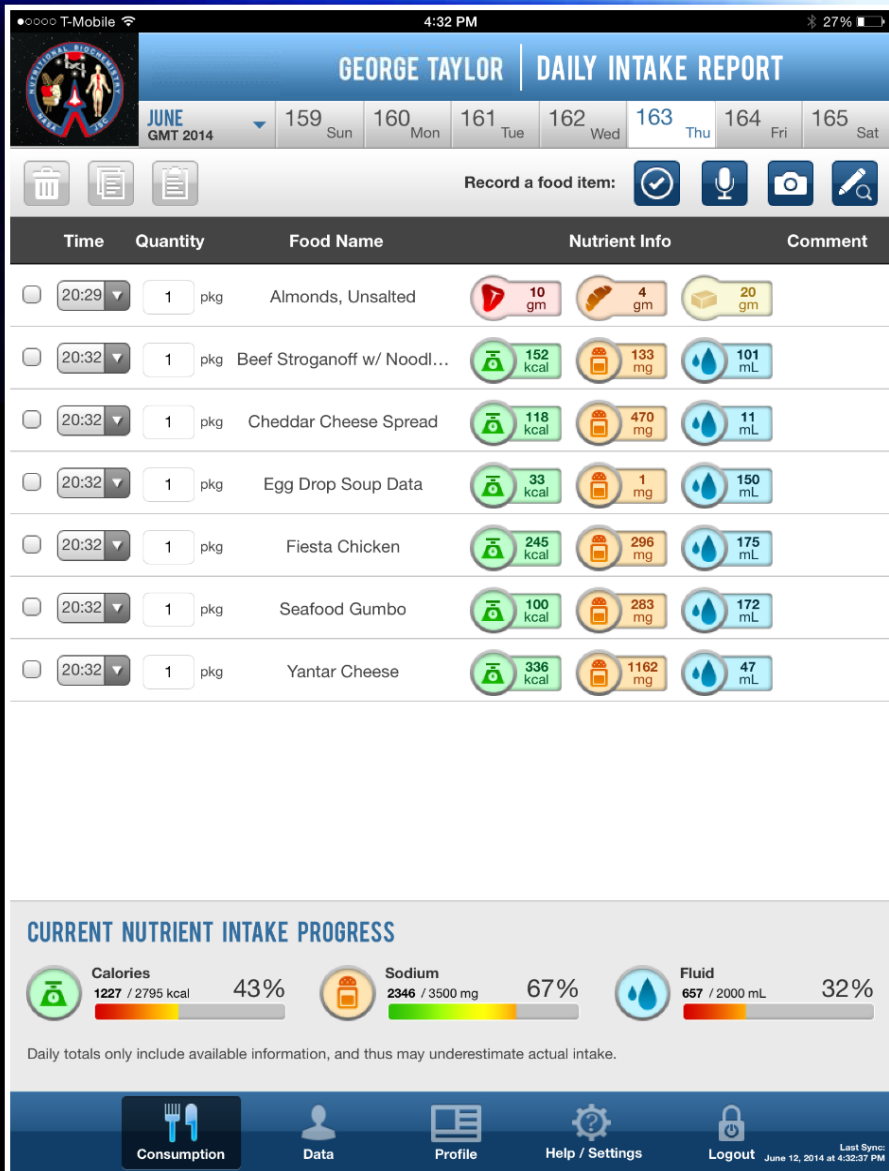 T-Mobile 4:32 PM 27%
NUTRITIONAL BIOCHEMISTRY
NASA JSC
GEORGE TAYLOR DAILY INTAKE REPORT
JUNE
GMT 2014
159 Sun 160 Mon 161 Tue 162 Wed 163 Thu 164 Fri 165 Sat
Record a food item:
Time Quantity Food Name Nutrient Info Comment
20:29 1 pkg Almonds, Unsalted 10 gm 4 gm 20 gm
20:32 1 pkg Beef Stroganoff w/ Noodl... 152 kcal 133 mg 101 mL
20:32 1 pkg Cheddar Cheese Spread 118 kcal 470 mg 11 mL
20:32 1 pkg Egg Drop Soup Data 33 kcal 1 mg 150 mL
20:32 1 pkg Fiesta Chicken 245 kcal 296 mg 175 mL
20:32 1 pkg Seafood Gumbo 100 kcal 283 mg 172 mL
20:32 1 pkg Yantar Cheese 336 kcal 1162 mg 47 mL
CURRENT NUTRIENT INTAKE PROGRESS
Calories
1227 / 2795 kcal 43%
Sodium
2346 / 3500 mg 67%
Fluid
657 / 2000 mL 32%
Daily totals only include available information, and thus may underestimate actual intake.
Consumption Data Profile Help / Settings Logout
Last Sync:
June 12, 2014 at 4:32:37 PM